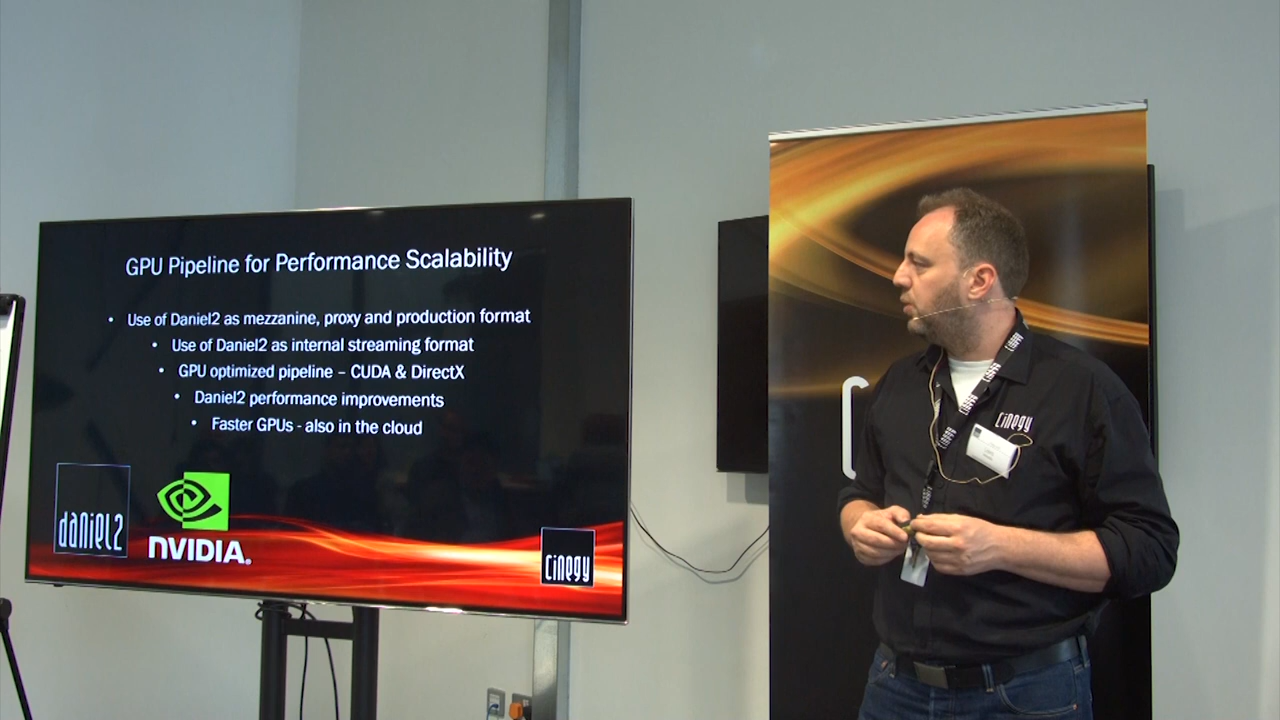 GPU Pipeline for Performance Scalability
• Use of Daniel2 as mezzanine, proxy and production format
• Use of Daniel2 as internal streaming format
• GPU optimized pipeline – CUDA & DirectX
• Daniel2 performance improvements
• Faster GPUs - also in the cloud
daniel2
NVIDIA.
cinegy
cinegy